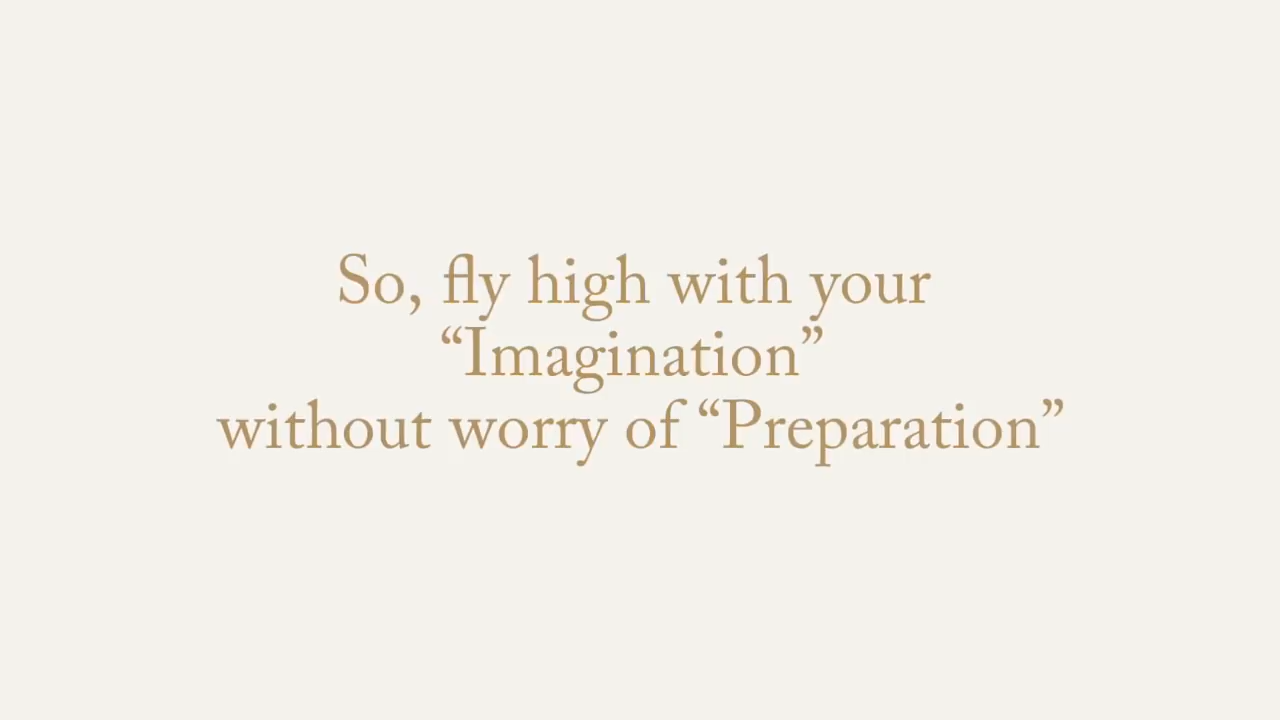 So, fly high with your
“Imagination”
without worry of “Preparation”